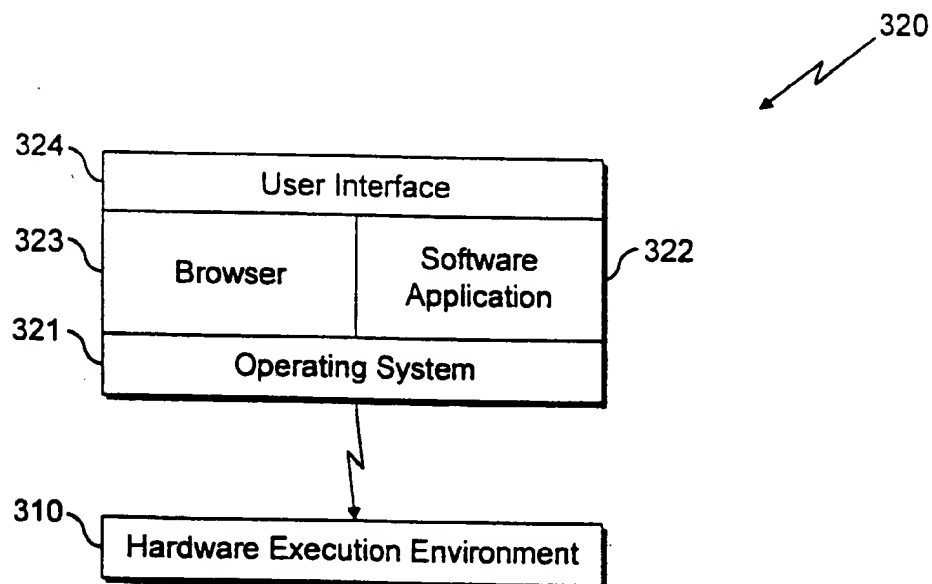 320
324
User Interface
323
Browser
Software
Application
322
321
Operating System
310
Hardware Execution Environment